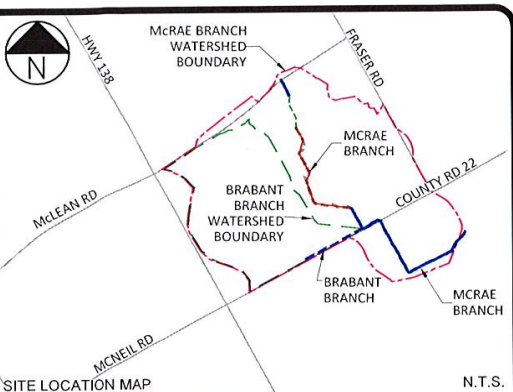 N
HWY 138
McRAE BRANCH
WATERSHED
BOUNDARY
FRASER RD
MCRAE
BRANCH
COUNTY RD 22
McLEAN RD
BRABANT
BRANCH
WATERSHED
BOUNDARY
BRABANT
BRANCH
MCRAE
BRANCH
MCNEIL RD
SITE LOCATION MAP
N.T.S.